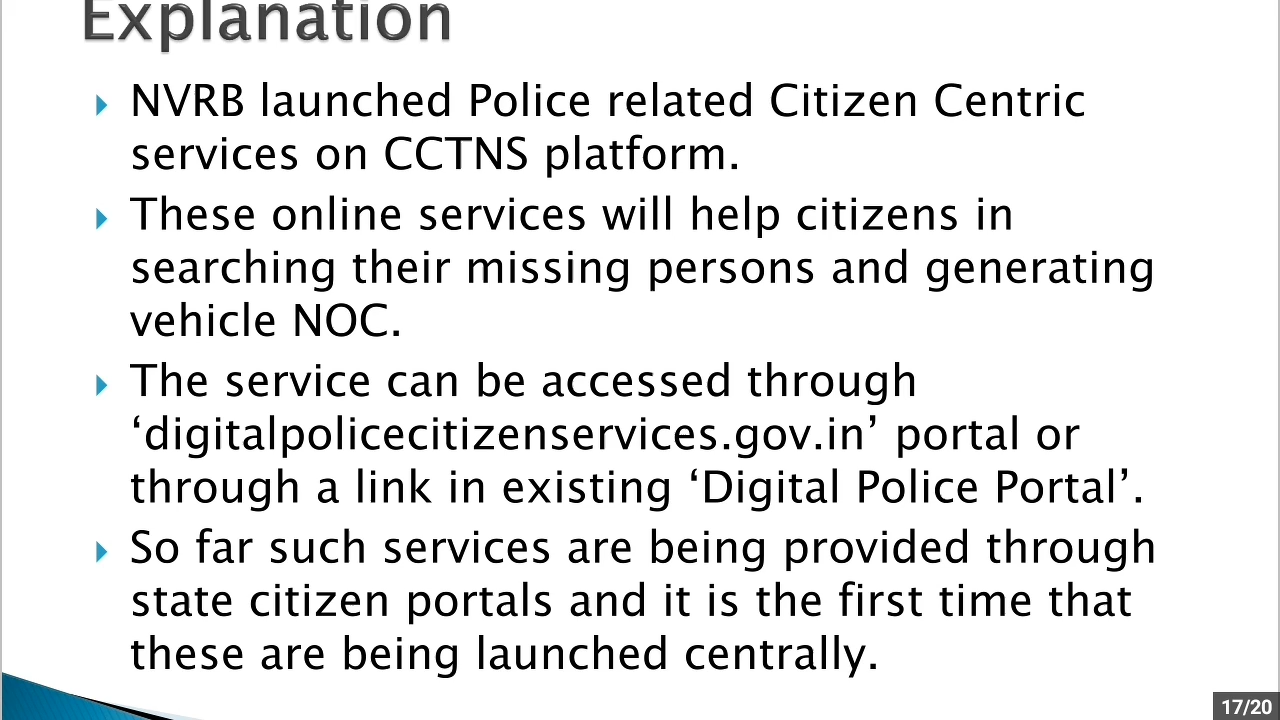 Explanation
NVRB launched Police related Citizen Centric
services on CCTNS platform.
These online services will help citizens in
searching their missing persons and generating
vehicle NOC.
The service can be accessed through
‘digitalpolicecitizenservices.gov.in’ portal or
through a link in existing ‘Digital Police Portal’.
So far such services are being provided through
state citizen portals and it is the first time that
these are being launched centrally.
17/20